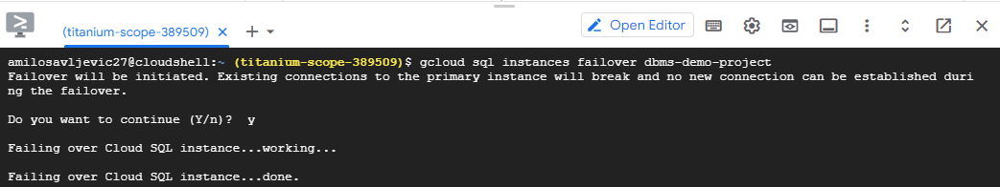 (titanium-scope-389509)
Open Editor
amilosavljevic27@cloudshell:~ (titanium-scope-389509)$ gcloud sql instances failover dbms-demo-project
Failover will be initiated. Existing connections to the primary instance will break and no new connection can be established duri
ng the failover.
Do you want to continue (Y/n)?  y
Failing over Cloud SQL instance...working...
Failing over Cloud SQL instance...done.